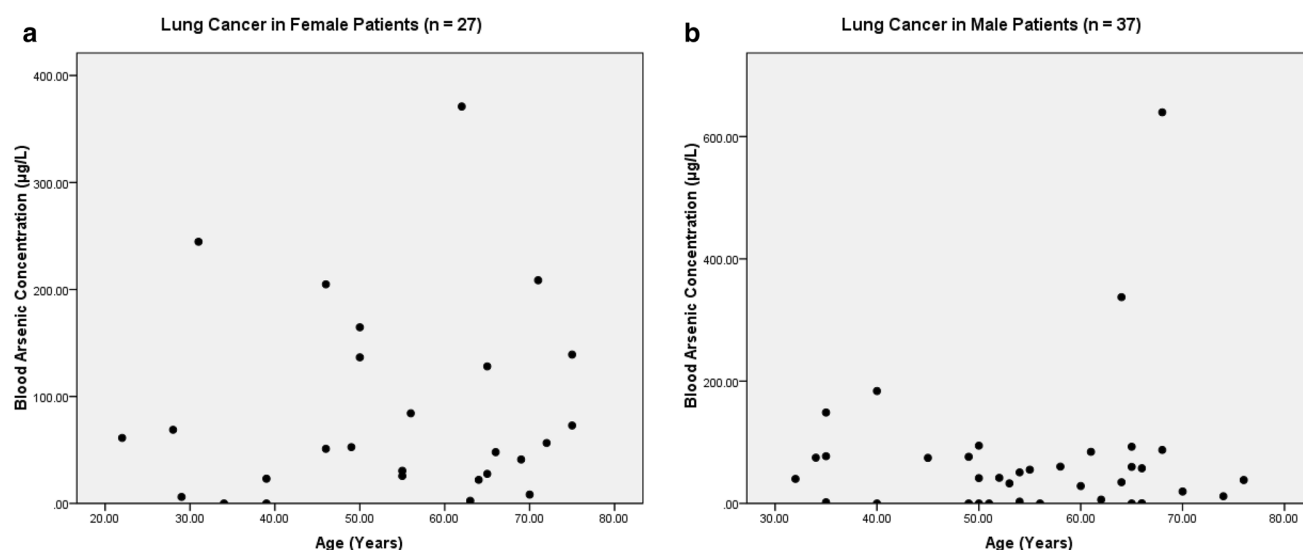 a
Lung Cancer in Female Patients (n = 27)
Blood Arsenic Concentration (µg/L)
400.00
300.00
200.00
100.00
.00
20.00 30.00 40.00 50.00 60.00 70.00 80.00
Age (Years)
b
Lung Cancer in Male Patients (n = 37)
Blood Arsenic Concentration (µg/L)
600.00
400.00
200.00
.00
30.00 40.00 50.00 60.00 70.00 80.00
Age (Years)